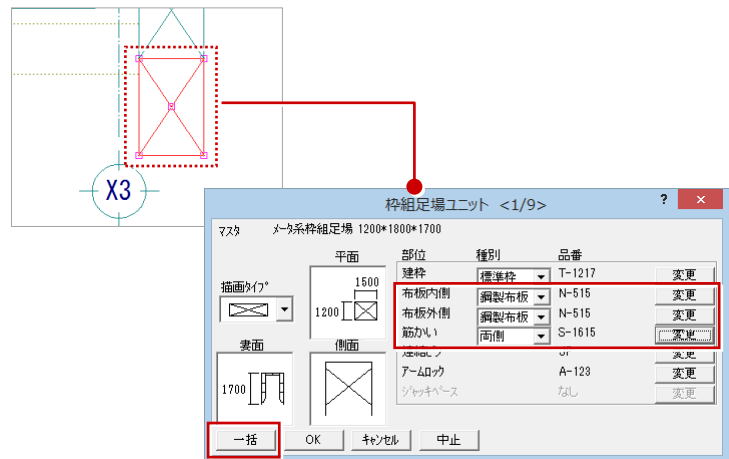 X3
枠組足場ユニット <1/9>
? ×
マスタ メータ系枠組足場 1200*1800*1700
平面 部位 種別 品番
建枠 標準枠 T-1217 変更
描画タイプ 1500 布板内側 鋼製布板 N-515 変更
1200 布板外側 鋼製布板 N-515 変更
筋かい 両側 S-1615 変更
妻面 側面 変更
アームロック A-123 変更
1700 ジャッキベース なし 変更
一括 OK キャンセル 中止